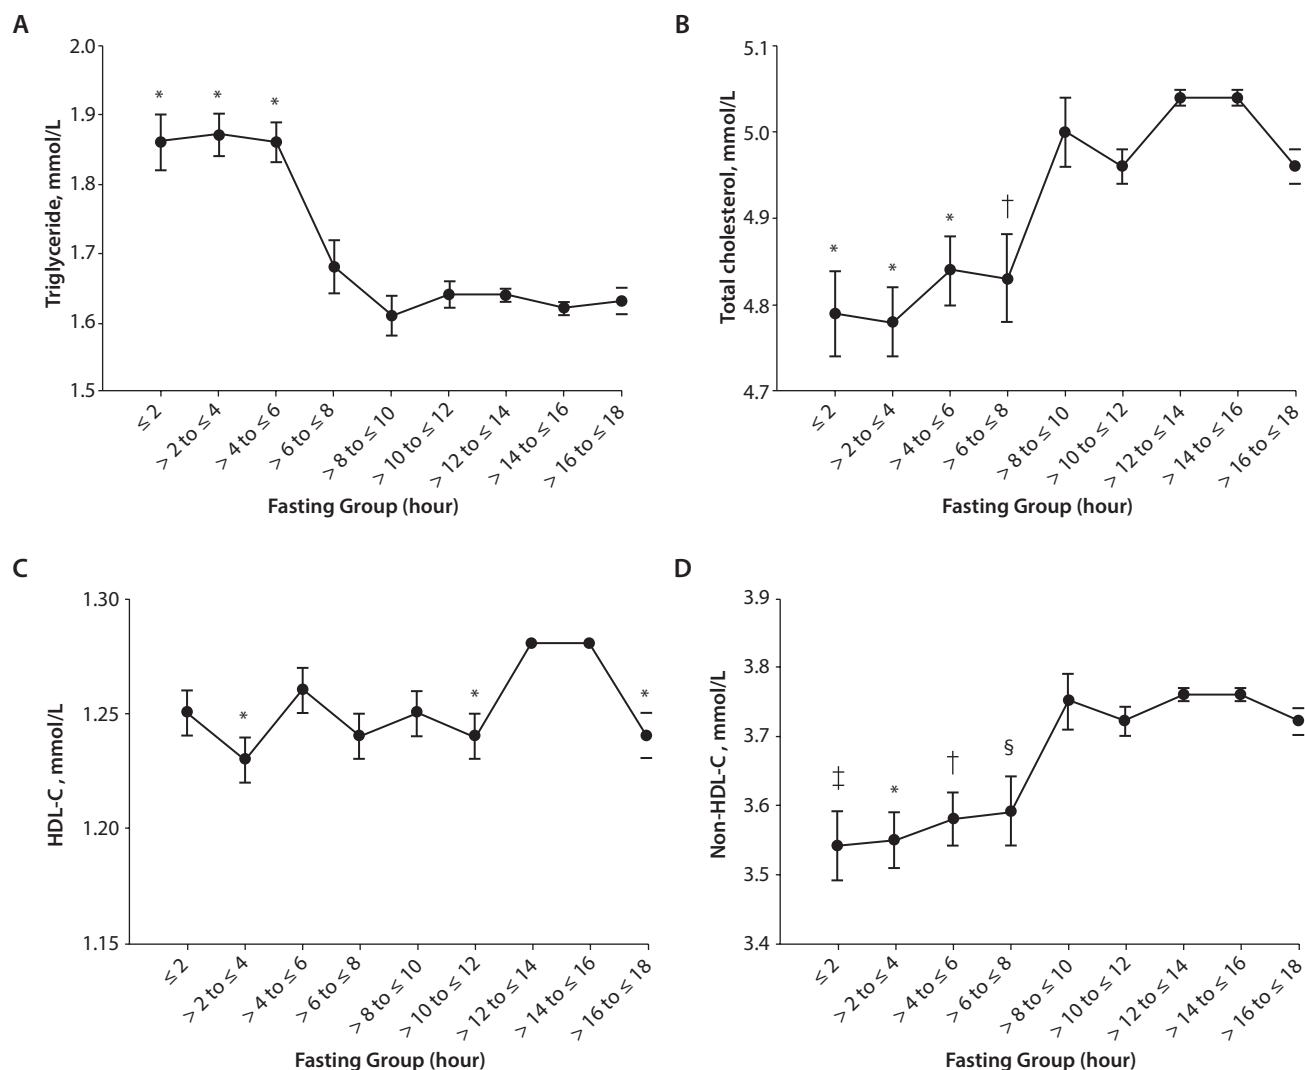 A
Triglyceride, mmol/L
2.0
1.9
1.8
1.7
1.6
1.5
* * *
≤ 2
> 2 to ≤ 4
> 4 to ≤ 6
> 6 to ≤ 8
> 8 to ≤ 10
> 10 to ≤ 12
> 12 to ≤ 14
> 14 to ≤ 16
> 16 to ≤ 18
Fasting Group (hour)
B
Total cholesterol, mmol/L
5.1
5.0
4.9
4.8
4.7
* * * †
≤ 2
> 2 to ≤ 4
> 4 to ≤ 6
> 6 to ≤ 8
> 8 to ≤ 10
> 10 to ≤ 12
> 12 to ≤ 14
> 14 to ≤ 16
> 16 to ≤ 18
Fasting Group (hour)
C
HDL-C , mmol/L
1.30
1.25
1.20
1.15
* * *
≤ 2
> 2 to ≤ 4
> 4 to ≤ 6
> 6 to ≤ 8
> 8 to ≤ 10
> 10 to ≤ 12
> 12 to ≤ 14
> 14 to ≤ 16
> 16 to ≤ 18
Fasting Group (hour)
D
Non-HDL-C , mmol/L
3.9
3.8
3.7
3.6
3.5
3.4
‡ * † §
≤ 2
> 2 to ≤ 4
> 4 to ≤ 6
> 6 to ≤ 8
> 8 to ≤ 10
> 10 to ≤ 12
> 12 to ≤ 14
> 14 to ≤ 16
> 16 to ≤ 18
Fasting Group (hour)